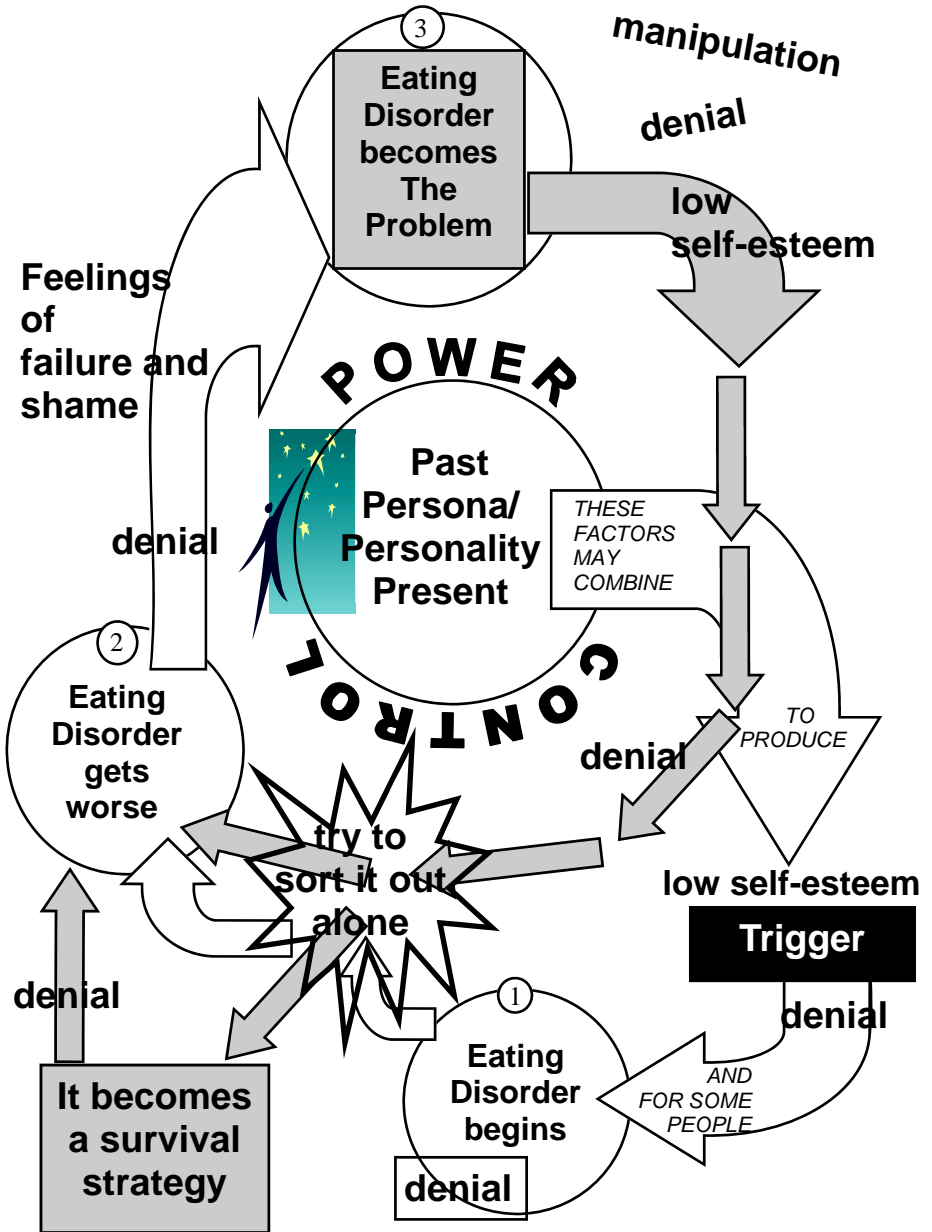 3
Eating
Disorder
becomes
The
Problem
manipulation
denial
low
self-esteem
Feelings
of
failure and
shame
denial
POWER
Past
Persona/
Personality
Present
CONTROL
THESE
FACTORS
MAY
COMBINE
TO
PRODUCE
denial
2
Eating
Disorder
gets
worse
try to
sort it out
alone
low self-esteem
Trigger
denial
AND
FOR SOME
PEOPLE
1
Eating
Disorder
begins
denial
denial
It becomes
a survival
strategy